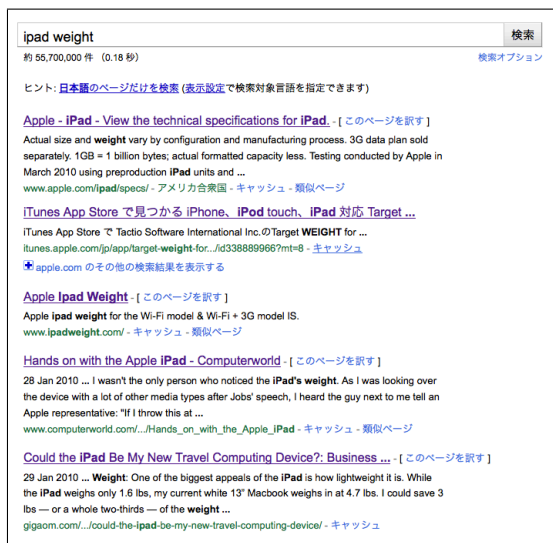 ipad weight
検索
約 55,700,000 件 （0.18 秒）
検索オプション
ヒント: 日本語のページだけを検索 (表示設定で検索対象言語を指定できます)
Apple - iPad - View the technical specifications for iPad. - [ このページを訳す ]
Actual size and weight vary by configuration and manufacturing process. 3G data plan sold
separately. 1GB = 1 billion bytes; actual formatted capacity less. Testing conducted by Apple in
March 2010 using preproduction iPad units and ...
www.apple.com/ipad/specs/ - アメリカ合衆国 - キャッシュ - 類似ページ
iTunes App Store で見つかる iPhone、iPod touch、iPad 対応 Target ...
iTunes App Store で Tactio Software International Inc.のTarget WEIGHT for ...
itunes.apple.com/jp/app/target-weight-for.../id338889966?mt=8 - キャッシュ
apple.com のその他の検索結果を表示する
Apple Ipad Weight - [ このページを訳す ]
Apple ipad weight for the Wi-Fi model & Wi-Fi + 3G model IS.
www.ipadweight.com/ - キャッシュ - 類似ページ
Hands on with the Apple iPad - Computerworld - [ このページを訳す ]
28 Jan 2010 ... I wasn't the only person who noticed the iPad's weight. As I was looking over
the device with a lot of other media types after Jobs' speech, I heard the guy next to me tell an
Apple representative: "If I throw this at ...
www.computerworld.com/.../Hands_on_with_the_Apple_iPad - キャッシュ - 類似ページ
Could the iPad Be My New Travel Computing Device?: Business ... - [ このページを訳す ]
29 Jan 2010 ... Weight: One of the biggest appeals of the iPad is how lightweight it is. While
the iPad weighs only 1.6 lbs, my current white 13" Macbook weighs in at 4.7 lbs. I could save 3
lbs — or a whole two-thirds — of the weight ...
gigaom.com/.../could-the-ipad-be-my-new-travel-computing-device/ - キャッシュ